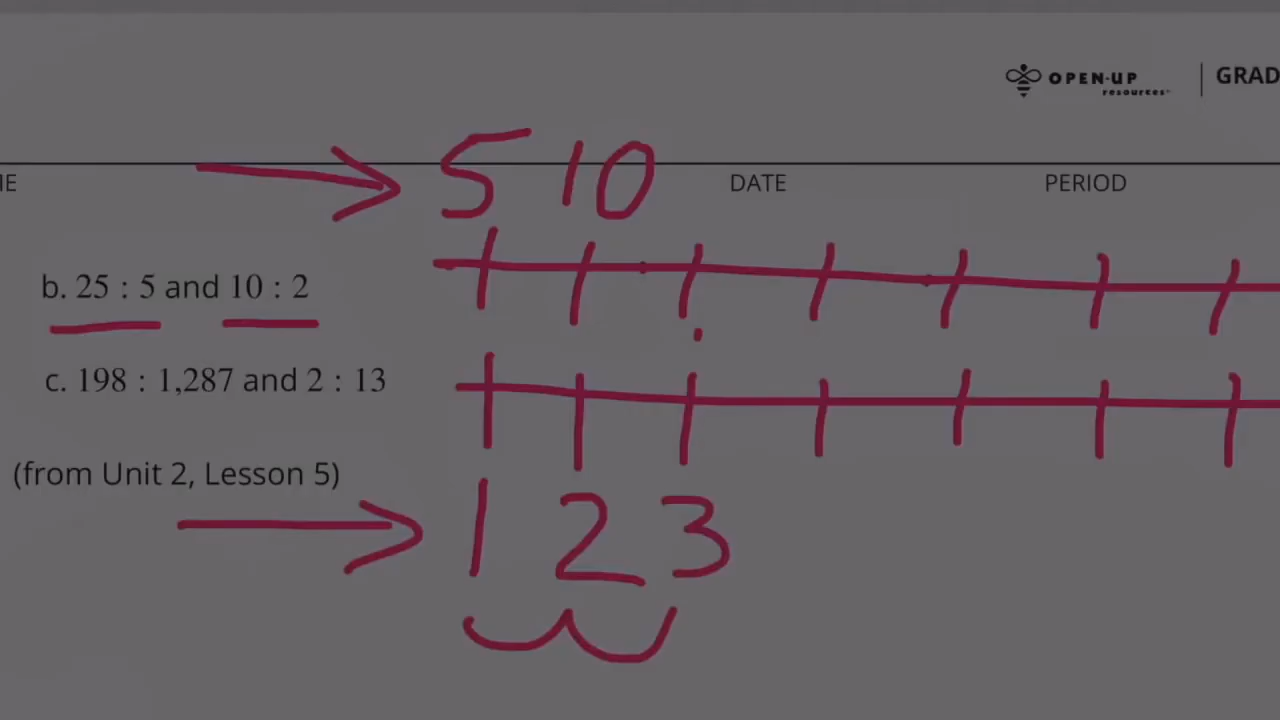 OPEN-UP resources
GRAD
5 10
DATE
PERIOD
b. 25 : 5 and 10 : 2
c. 198 : 1,287 and 2 : 13
(from Unit 2, Lesson 5)
1 2 3